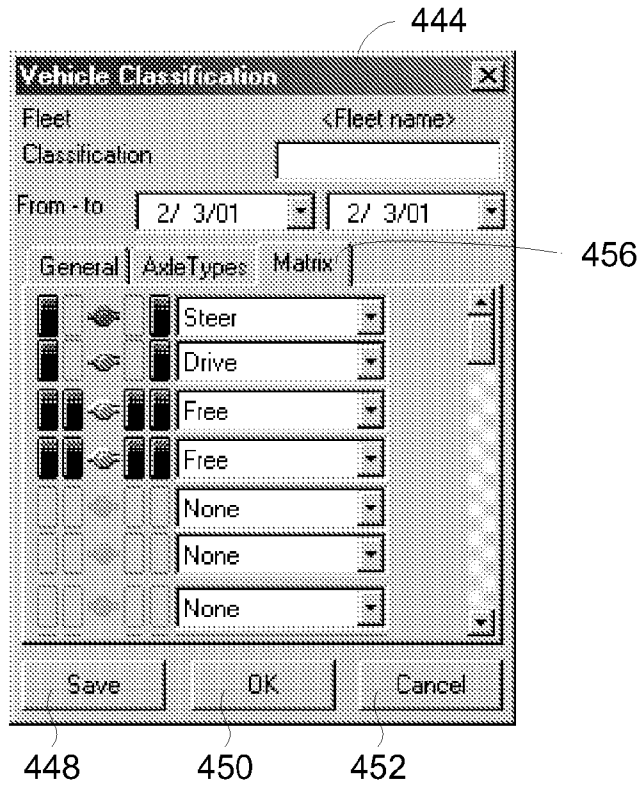 444
Vehicle Classification
Fleet <Fleet name>
Classification
From - to 2/ 3/01 2/ 3/01
456
General AxleTypes Matrix
Steer
Drive
Free
Free
None
None
None
Save OK Cancel
448 450 452